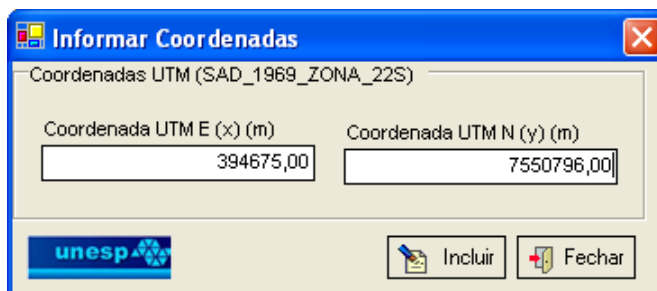 Informar Coordenadas
Coordenadas UTM (SAD_1969_ZONA_22S)
Coordenada UTM E (x) (m)
Coordenada UTM N (y) (m)
394675,00
7550796,00
unesp
Incluir
Fechar